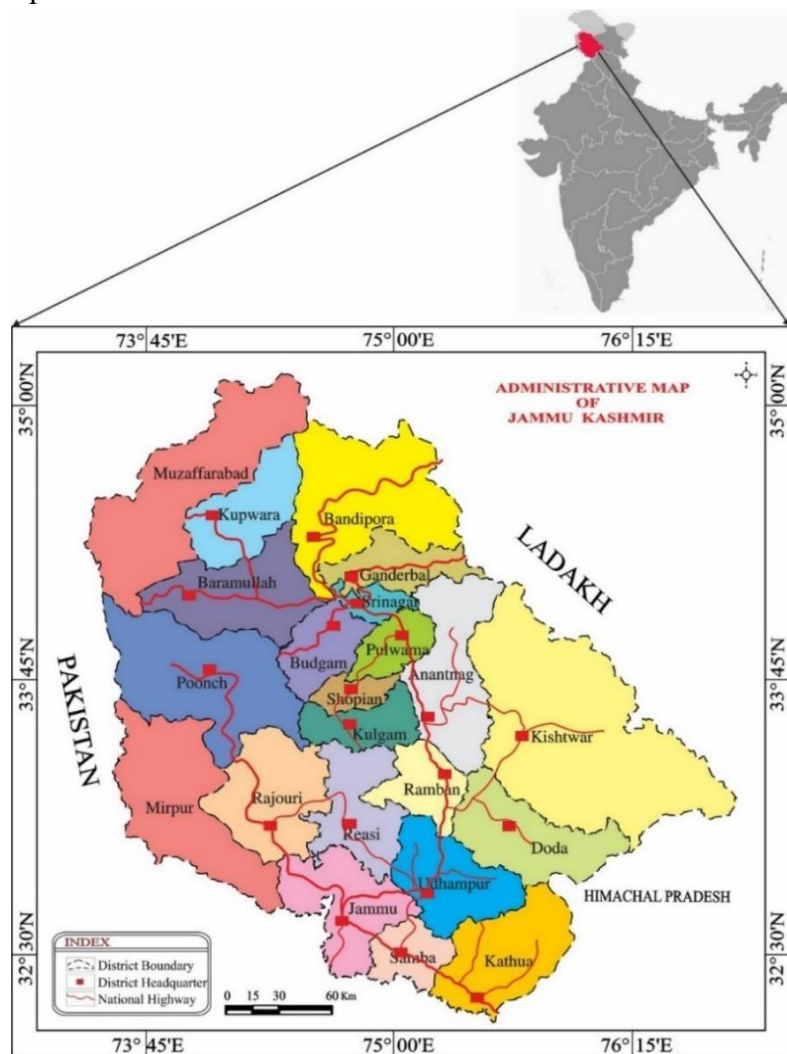 73°45'E
75°00'E
76°15'E
35°00'N
35°00'N
ADMINISTRATIVE MAP
OF
JAMMU KASHMIR
Muzaffarabad
Kupwara
Bandipora
LADAKH
Ganderbal
Baramullah
Srinagar
Pulwama
Budgam
Anantnag
33°45'N
33°45'N
PAKISTAN
Poonch
Shopian
Kulgam
Kishtwar
Ramban
Rajouri
Mirpur
Reasi
Doda
Udhampur
HIMACHAL PRADESH
Jammu
32°30'N
32°30'N
INDEX
District Boundary
District Headquarter
National Highway
Samba
Kathua
0 15 30 60 Km
73°45'E
75°00'E
76°15'E